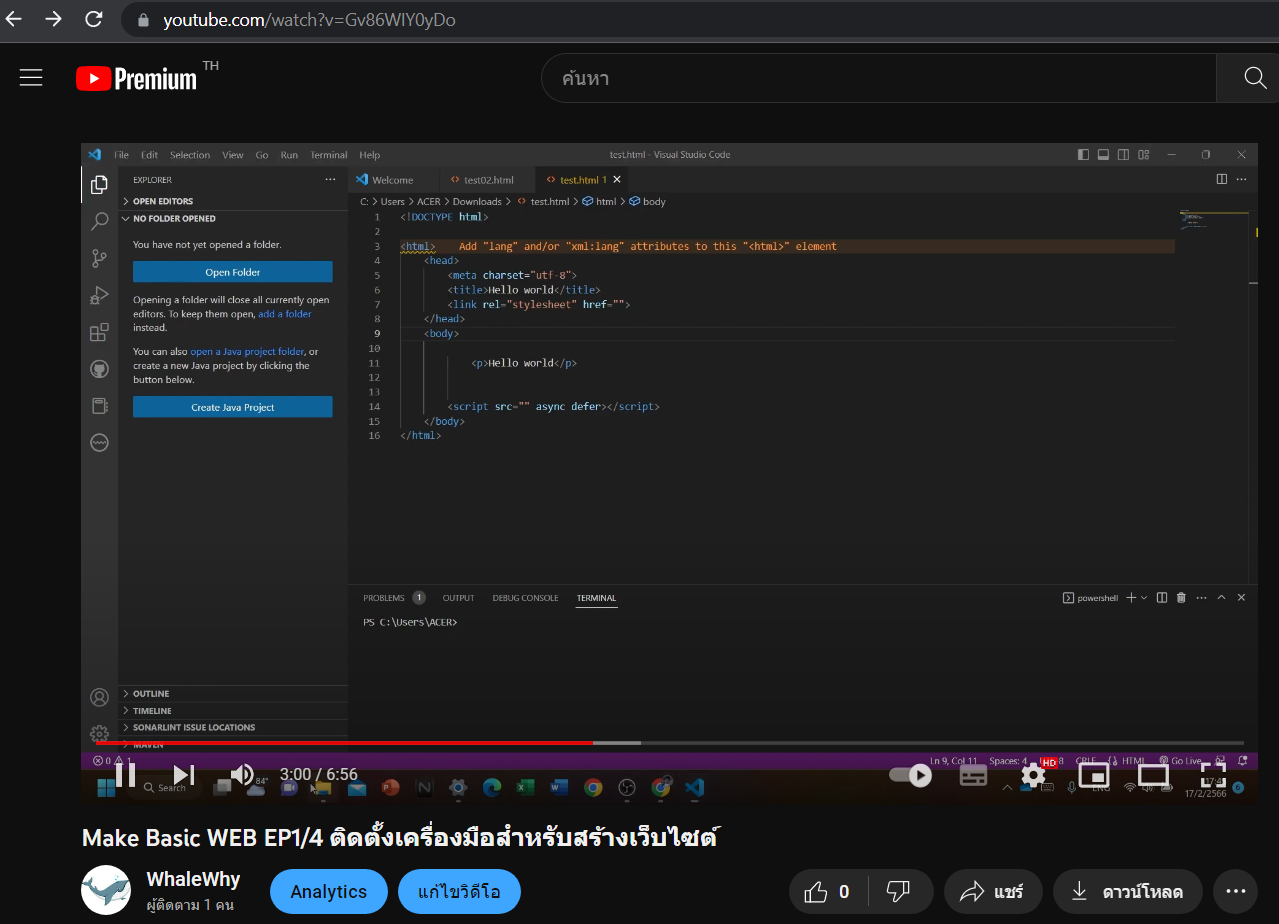 youtube.com/watch?v=Gv86WIY0yDo
Premium TH
ค้นหา
File Edit Selection View Go Run Terminal Help
test.html - Visual Studio Code
EXPLORER
OPEN EDITORS
NO FOLDER OPENED
You have not yet opened a folder.
Open Folder
Opening a folder will close all currently open
editors. To keep them open, add a folder
instead.
You can also open a Java project folder, or
create a new Java project by clicking the
button below.
Create Java Project
Welcome test02.html test.html 1
C: > Users > ACER > Downloads > test.html > html > body
1 <!DOCTYPE html>
2
3 <html> Add "lang" and/or "xml:lang" attributes to this "<html>" element
4 <head>
5 <meta charset="utf-8">
6 <title>Hello world</title>
7 <link rel="stylesheet" href="">
8 </head>
9 <body>
10
11 <p>Hello world</p>
12
13
14 <script src="" async defer></script>
15 </body>
16 </html>
PROBLEMS 1 OUTPUT DEBUG CONSOLE TERMINAL
powershell
PS C:\Users\ACER>
OUTLINE
TIMELINE
SONARLINT ISSUE LOCATIONS
MAVEN
0 1
Ln 9, Col 11 Spaces: 4 CRLF HTML Go Live
3:00 / 6:56
HD
Search
84°
17/2/2566
Make Basic WEB EP1/4 ติดตั้งเครื่องมือสำหรับสร้างเว็บไซต์
WhaleWhy
ผู้ติดตาม 1 คน
Analytics
แก้ไขวิดีโอ
0
แชร์
ดาวน์โหลด